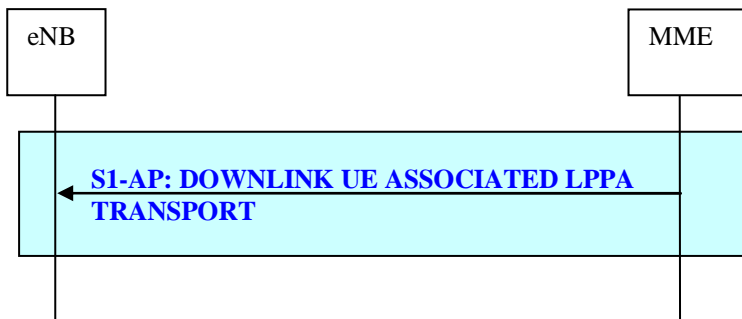 eNB
MME
S1-AP: DOWNLINK UE ASSOCIATED LPPA
TRANSPORT